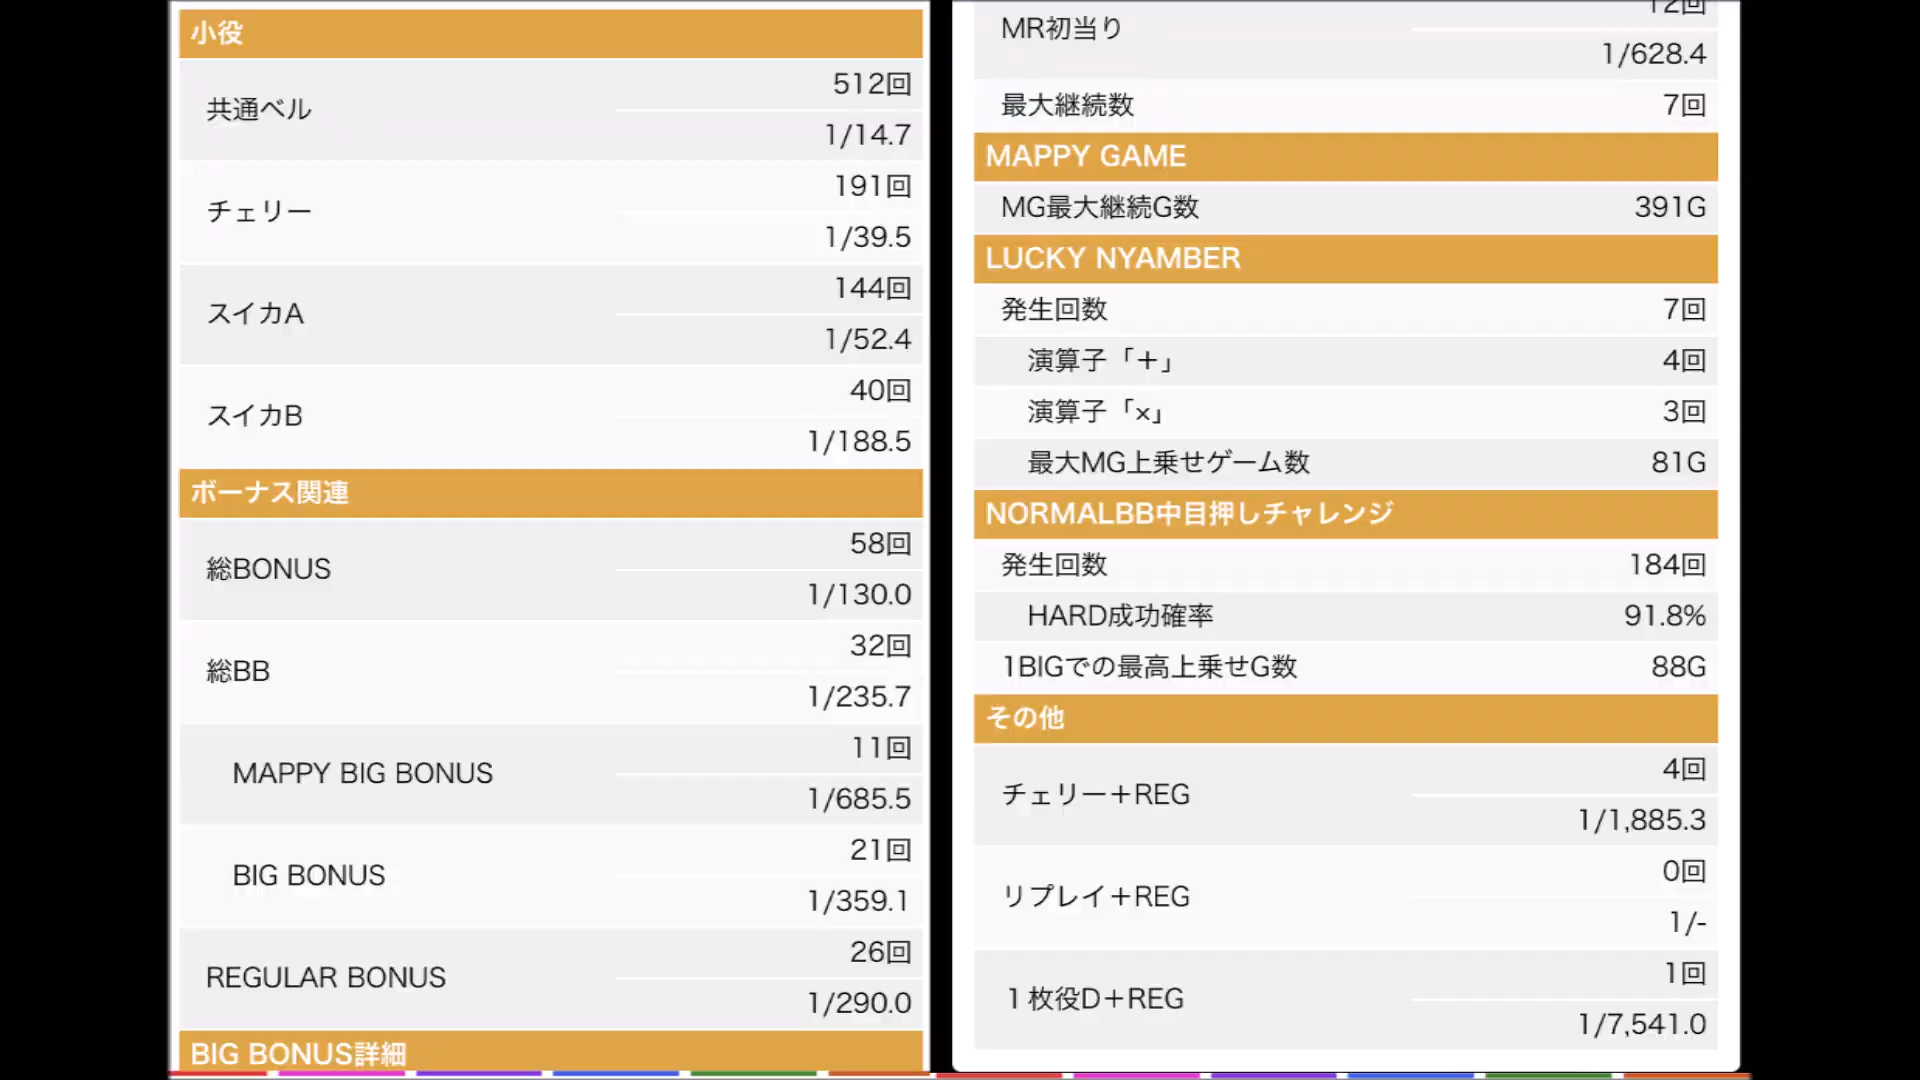 小役
共通ベル
512回
1/14.7
チェリー
191回
1/39.5
スイカA
144回
1/52.4
スイカB
40回
1/188.5
ボーナス関連
総BONUS
58回
1/130.0
総BB
32回
1/235.7
MAPPY BIG BONUS
11回
1/685.5
BIG BONUS
21回
1/359.1
REGULAR BONUS
26回
1/290.0
BIG BONUS詳細
MR初当り
12回
1/628.4
最大継続数
7回
MAPPY GAME
MG最大継続G数
391G
LUCKY NYAMBER
発生回数
7回
演算子「＋」
4回
演算子「×」
3回
最大MG上乗せゲーム数
81G
NORMALBB中目押しチャレンジ
発生回数
184回
HARD成功確率
91.8%
1BIGでの最高上乗せG数
88G
その他
チェリー＋REG
4回
1/1,885.3
リプレイ＋REG
0回
1/-
１枚役D＋REG
1回
1/7,541.0